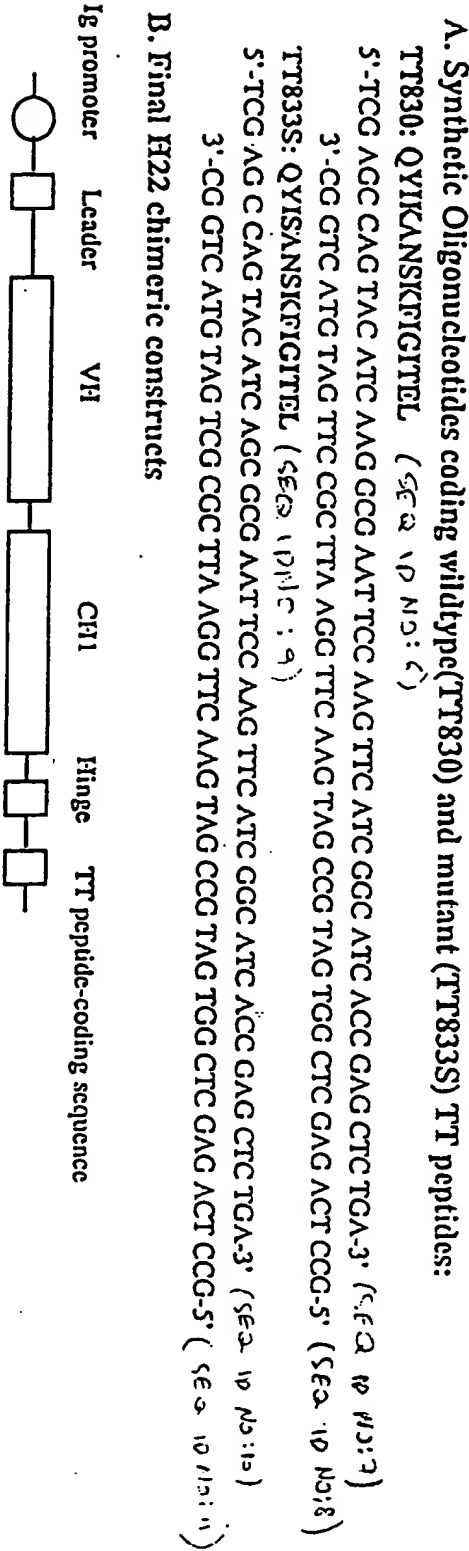 A. Synthetic Oligonucleotides coding wildtype(TT830) and mutant (TT833S) TT peptides:
TT830: QYIKANSKFIGITEL (SEQ ID NO:6)
5'-TCG AGC CAG TAC ATC AAG GCG AAT TCC AAG TTC ATC GGC ATC ACC GAG CTC TGA-3' (SEQ ID NO:7)
3'-CG GTC ATG TAG TTC CGC TTA AGG TTC AAG TAG CCG TAG TGG CTC GAG ACT CCG-5' (SEQ ID NO:8)
TT833S: QYISANSKFIGITEL (SEQ ID NO:9)
5'-TCG AG C CAG TAC ATC AGC GCG AAT TCC AAG TTC ATC GGC ATC ACC GAG CTC TGA-3' (SEQ ID NO:10)
3'-CG GTC ATG TAG TCG CGC TTA AGG TTC AAG TAG CCG TAG TGG CTC GAG ACT CCG-5' (SEQ ID NO:11)
B. Final H22 chimeric constructs
Ig promoter Leader VH CH1 Hinge TT peptide-coding sequence